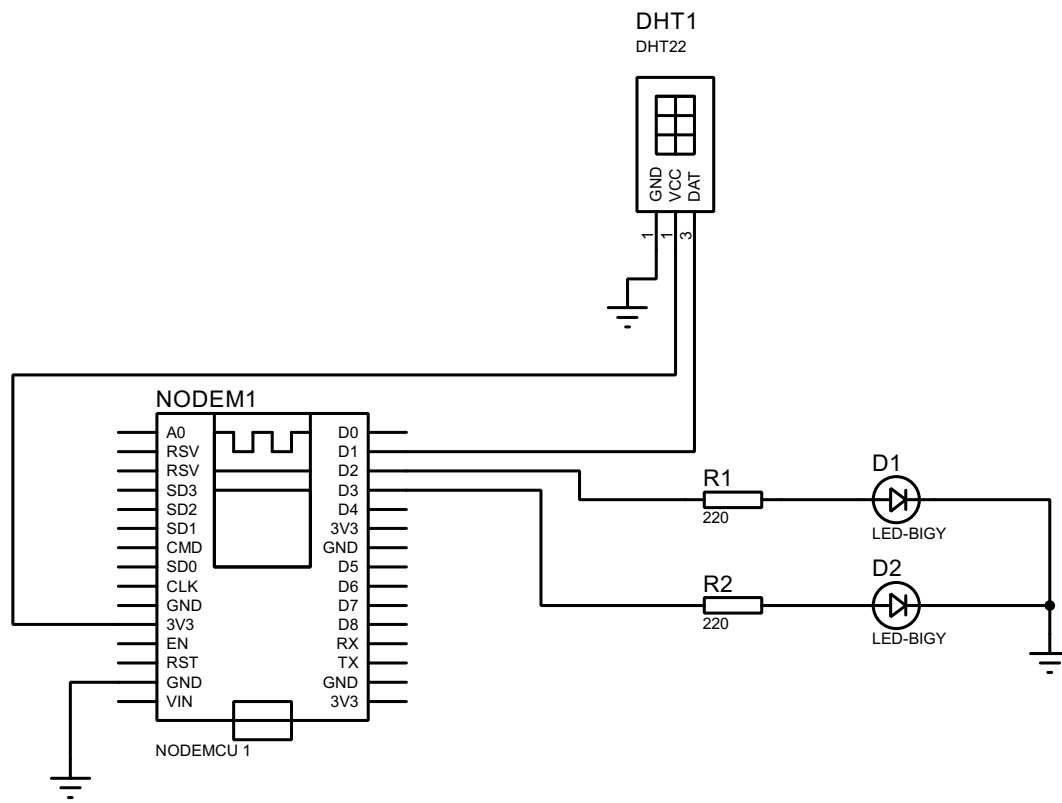 DHT1
DHT22
GND
VCC
DAT
1
1
3
NODEM1
A0
RSV
RSV
SD3
SD2
SD1
CMD
SD0
CLK
GND
3V3
EN
RST
GND
VIN
D0
D1
D2
D3
D4
3V3
GND
D5
D6
D7
D8
RX
TX
GND
3V3
NODEMCU 1
R1
220
D1
LED-BIGY
R2
220
D2
LED-BIGY